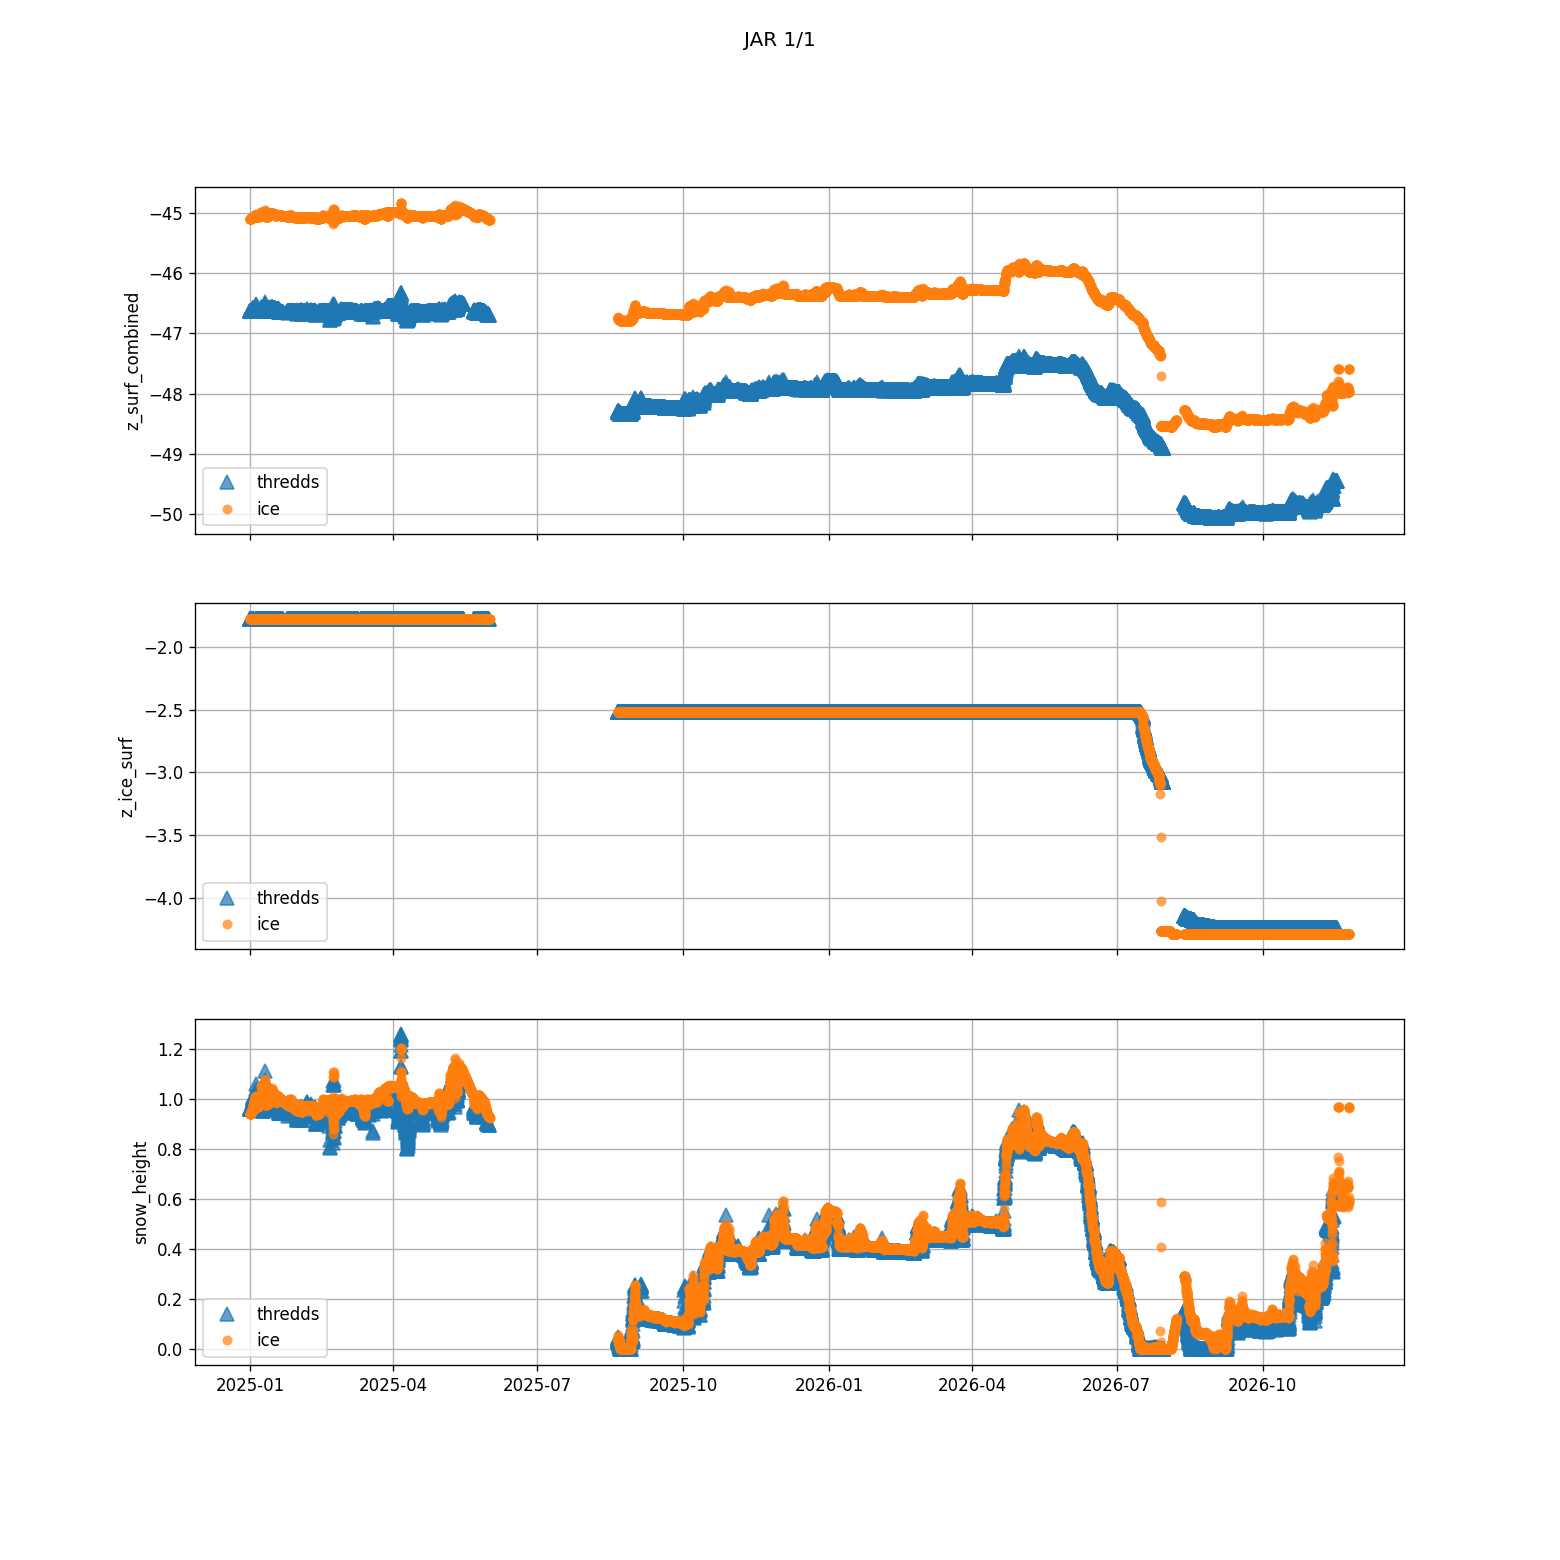 JAR 1/1
−45
−46
−47
−48
−49
−50
z_surf_combined
thredds
ice
−2.0
−2.5
−3.0
−3.5
−4.0
z_ice_surf
thredds
ice
1.2
1.0
0.8
0.6
0.4
0.2
0.0
snow_height
thredds
ice
2025-01 2025-04 2025-07 2025-10 2026-01 2026-04 2026-07 2026-10